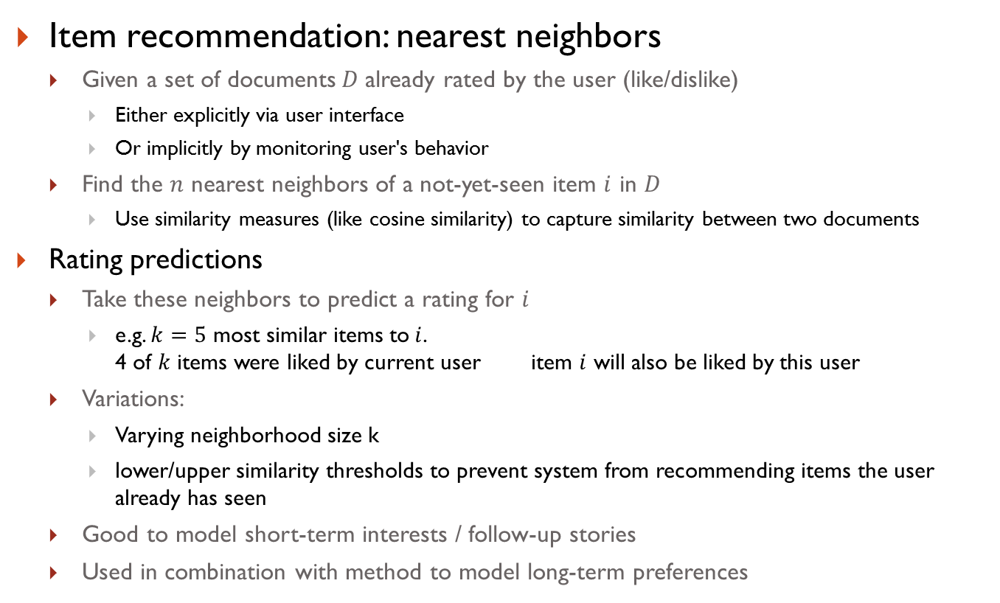 Item recommendation: nearest neighbors
Given a set of documents D already rated by the user (like/dislike)
Either explicitly via user interface
Or implicitly by monitoring user's behavior
Find the n nearest neighbors of a not-yet-seen item i in D
Use similarity measures (like cosine similarity) to capture similarity between two documents
Rating predictions
Take these neighbors to predict a rating for i
e.g. k = 5 most similar items to i.
4 of k items were liked by current user item i will also be liked by this user
Variations:
Varying neighborhood size k
lower/upper similarity thresholds to prevent system from recommending items the user
already has seen
Good to model short-term interests / follow-up stories
Used in combination with method to model long-term preferences